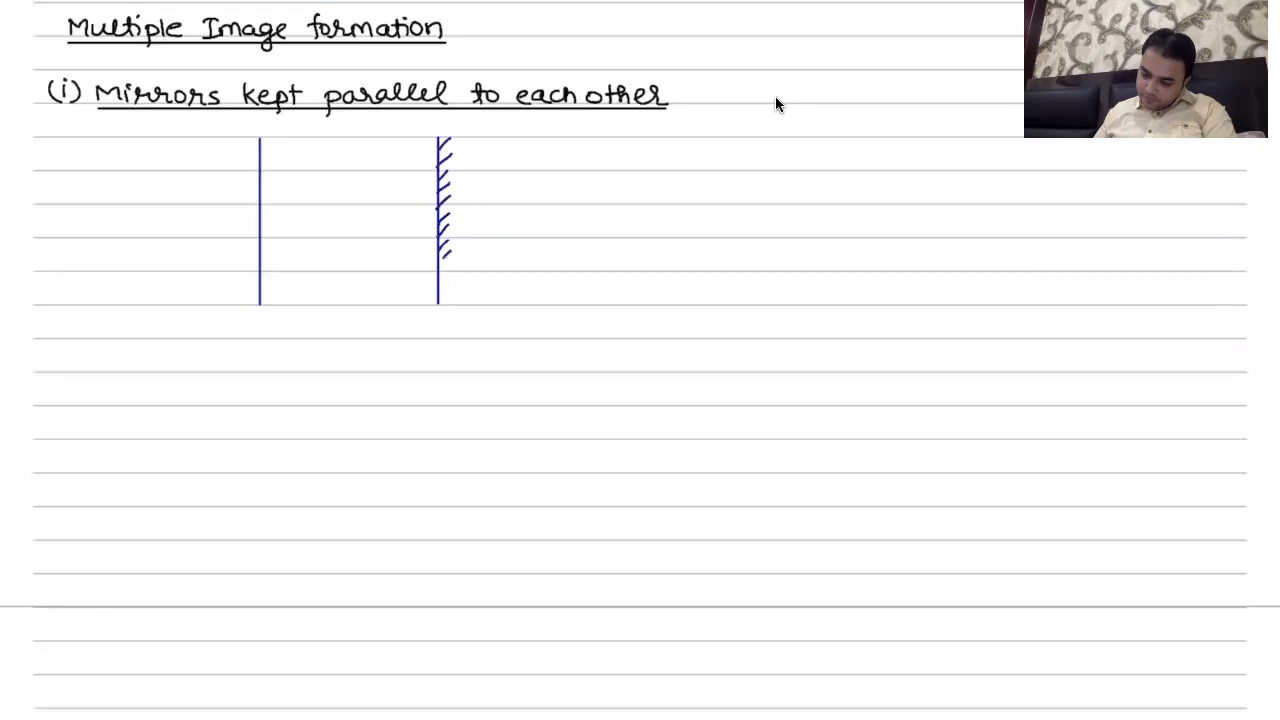 Multiple Image formation
(i) Mirrors kept parallel to each other